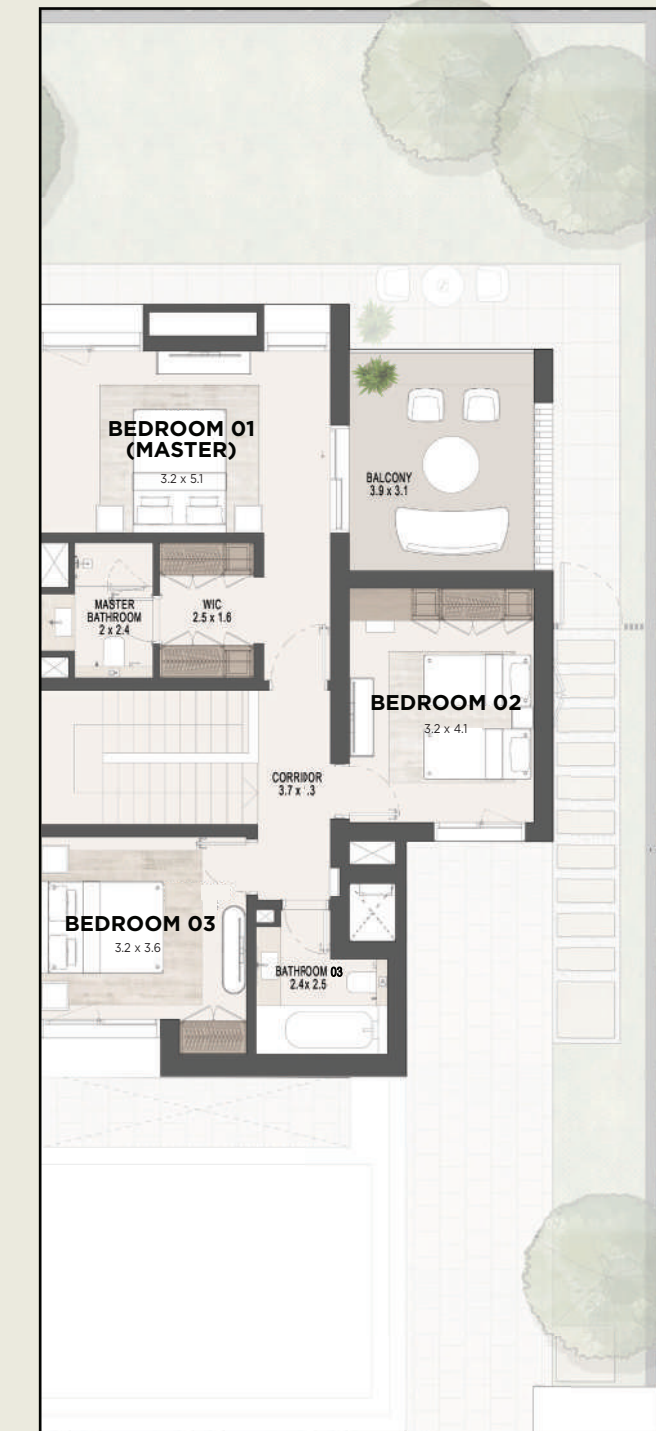 BEDROOM 01
(MASTER)
3.2 x 5.1
BALCONY
3.9 x 3.1
MASTER
BATHROOM
2 x 2.4
WIC
2.5 x 1.6
BEDROOM 02
3.2 x 4.1
CORRIDOR
3.7 x
BEDROOM 03
3.2 x 3.6
BATHROOM 03
2.4x 2.5